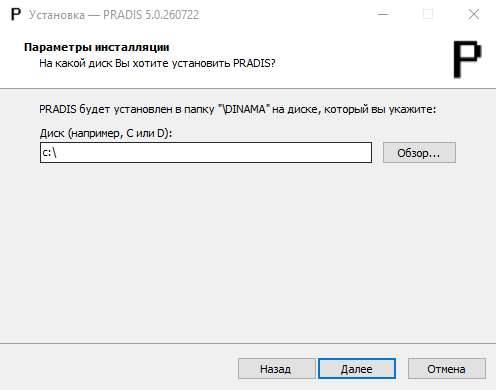 P Установка — PRADIS 5.0.260722
Параметры инсталляции
На какой диск Вы хотите установить PRADIS?
P
PRADIS будет установлен в папку "\DINAMA" на диске, который вы укажите:
Диск (например, C или D):
c:\
Обзор...
Назад
Далее
Отмена